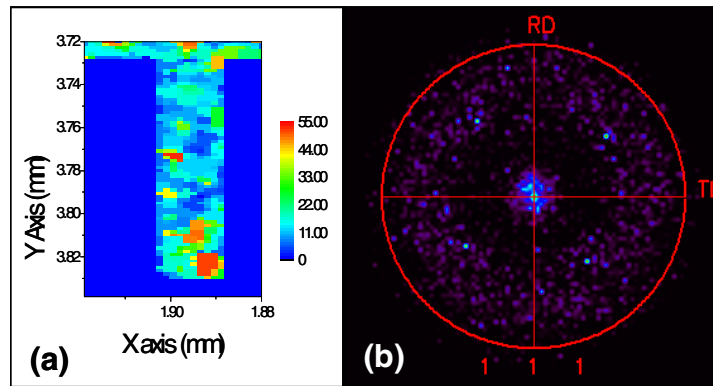 3.72
3.74
3.76
3.78
3.80
3.82
Y Axis (mm)
1.90
1.88
X axis (mm)
55.00
44.00
33.00
22.00
11.00
0
(a)
RD
(b)
1 1 1